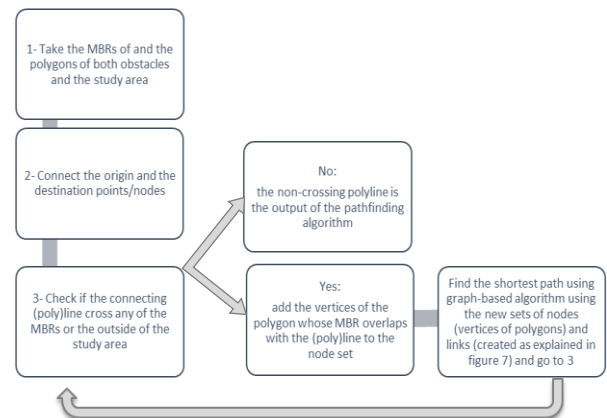 1- Take the MBRs of and the
polygons of both obstacles
and the study area
2- Connect the origin and the
destination points/nodes
3- Check if the connecting
(poly)line cross any of the
MBRs or the outside of the
study area
No:
the non-crossing polyline is
the output of the pathfinding
algorithm
Yes:
add the vertices of the
polygon whose MBR overlaps
with the (poly)line to the
node set
Find the shortest path using
graph-based algorithm using
the new sets of nodes
(vertices of polygons) and
links (created as explained in
figure 7) and go to 3